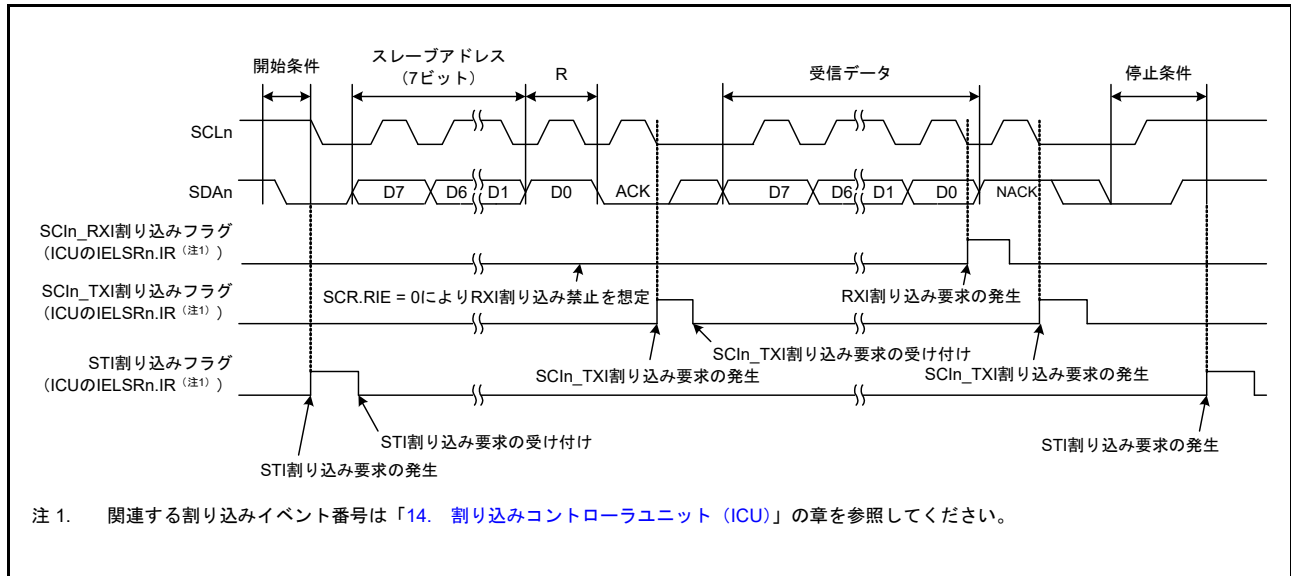 開始条件
スレーブアドレス
(7ビット)
R
受信データ
停止条件
SCLn
SDAn
D7
D6
D1
D0
ACK
D7
D6
D1
D0
NACK
SCIn_RXI割り込みフラグ
(ICUのIELSRn.IR (注1) )
SCR.RIE = 0によりRXI割り込み禁止を想定
RXI割り込み要求の発生
SCIn_TXI割り込みフラグ
(ICUのIELSRn.IR (注1) )
SCIn_TXI割り込み要求の受け付け
SCIn_TXI割り込み要求の発生
SCIn_TXI割り込み要求の発生
STI割り込みフラグ
(ICUのIELSRn.IR (注1) )
STI割り込み要求の受け付け
STI割り込み要求の発生
STI割り込み要求の発生
注 1. 関連する割り込みイベント番号は「14. 割り込みコントローラユニット(ICU)」の章を参照してください。